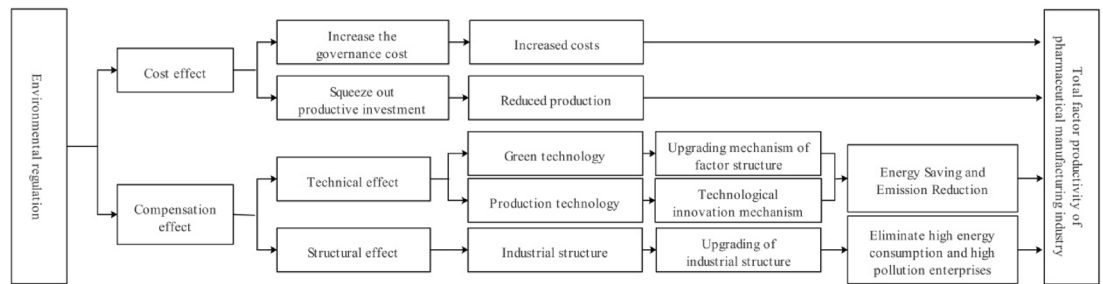 Environmental regulation
Cost effect
Compensation
effect
Increase the
governance cost
Squeeze out
productive investment
Technical effect
Structural effect
Increased costs
Reduced production
Green technology
Production technology
Industrial structure
Upgrading mechanism of
factor structure
Technological
innovation mechanism
Upgrading of
industrial structure
Energy Saving and
Emission Reduction
Eliminate high energy
consumption and high
pollution enterprises
Total factor productivity of
pharmaceutical manufacturing industry